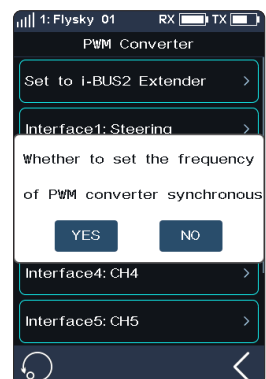 1: Flysky 01 RX TX
PWM Converter
Set to i-BUS2 Extender >
Interface1: Steering >
Whether to set the frequency
of PWM converter synchronous
YES NO
Interface4: CH4 >
Interface5: CH5 >